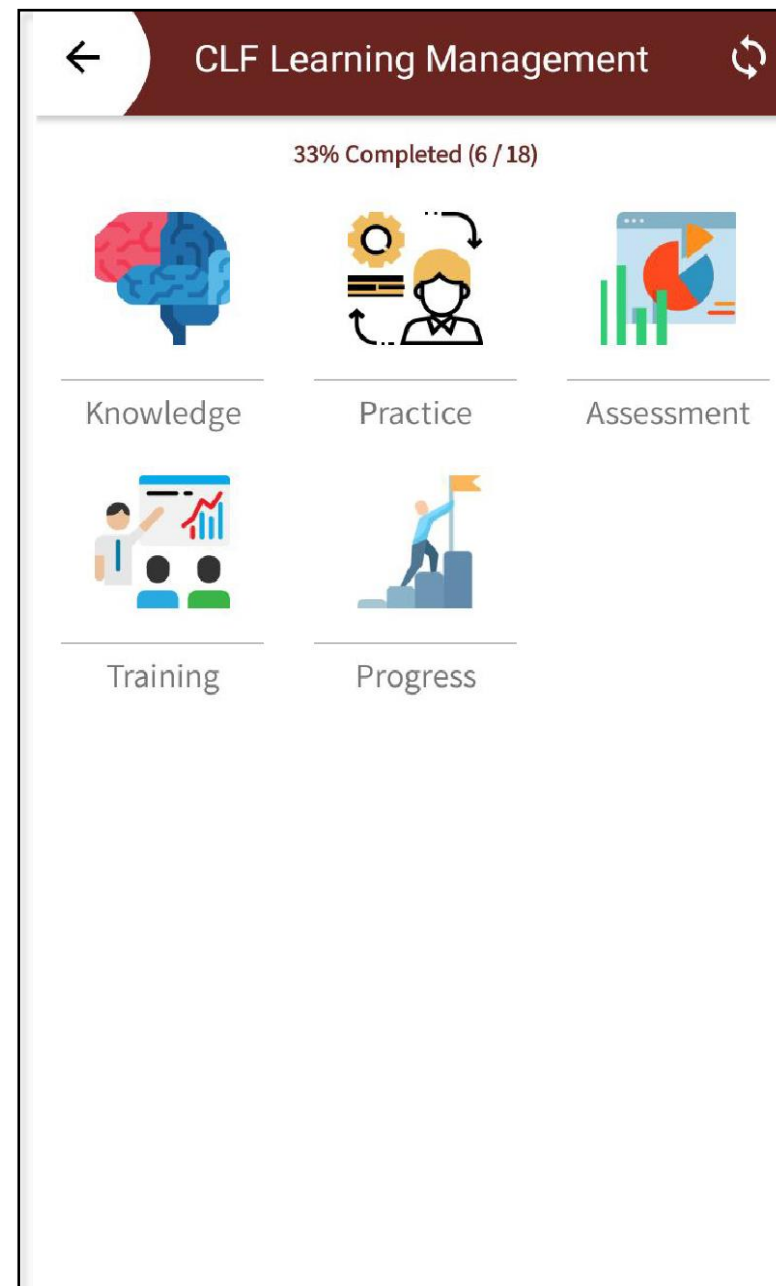 CLF Learning Management
33% Completed (6 / 18)
Knowledge Practice Assessment
Training Progress